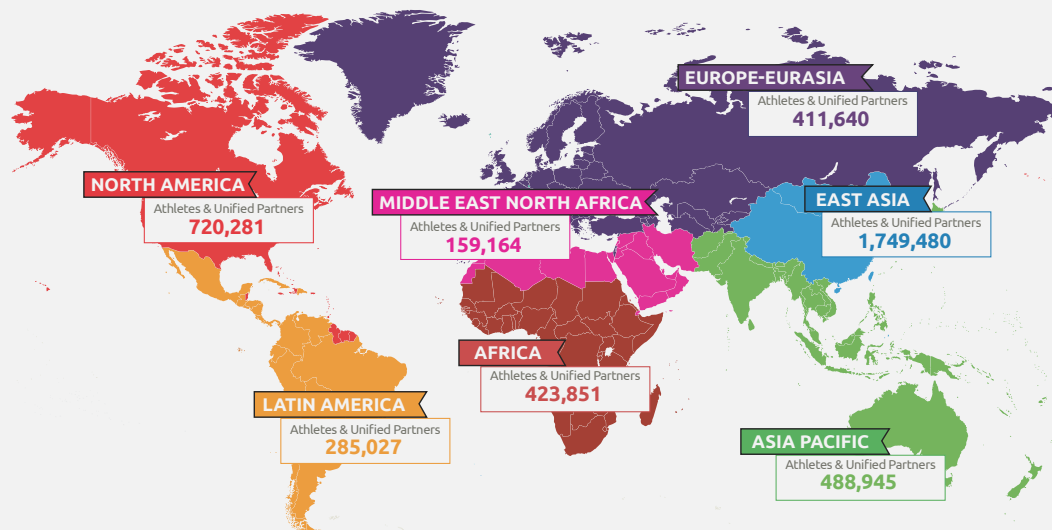 EUROPE-EURASIA
Athletes & Unified Partners
411,640
NORTH AMERICA
Athletes & Unified Partners
720,281
MIDDLE EAST NORTH AFRICA
Athletes & Unified Partners
159,164
EAST ASIA
Athletes & Unified Partners
1,749,480
AFRICA
Athletes & Unified Partners
423,851
LATIN AMERICA
Athletes & Unified Partners
285,027
ASIA PACIFIC
Athletes & Unified Partners
488,945